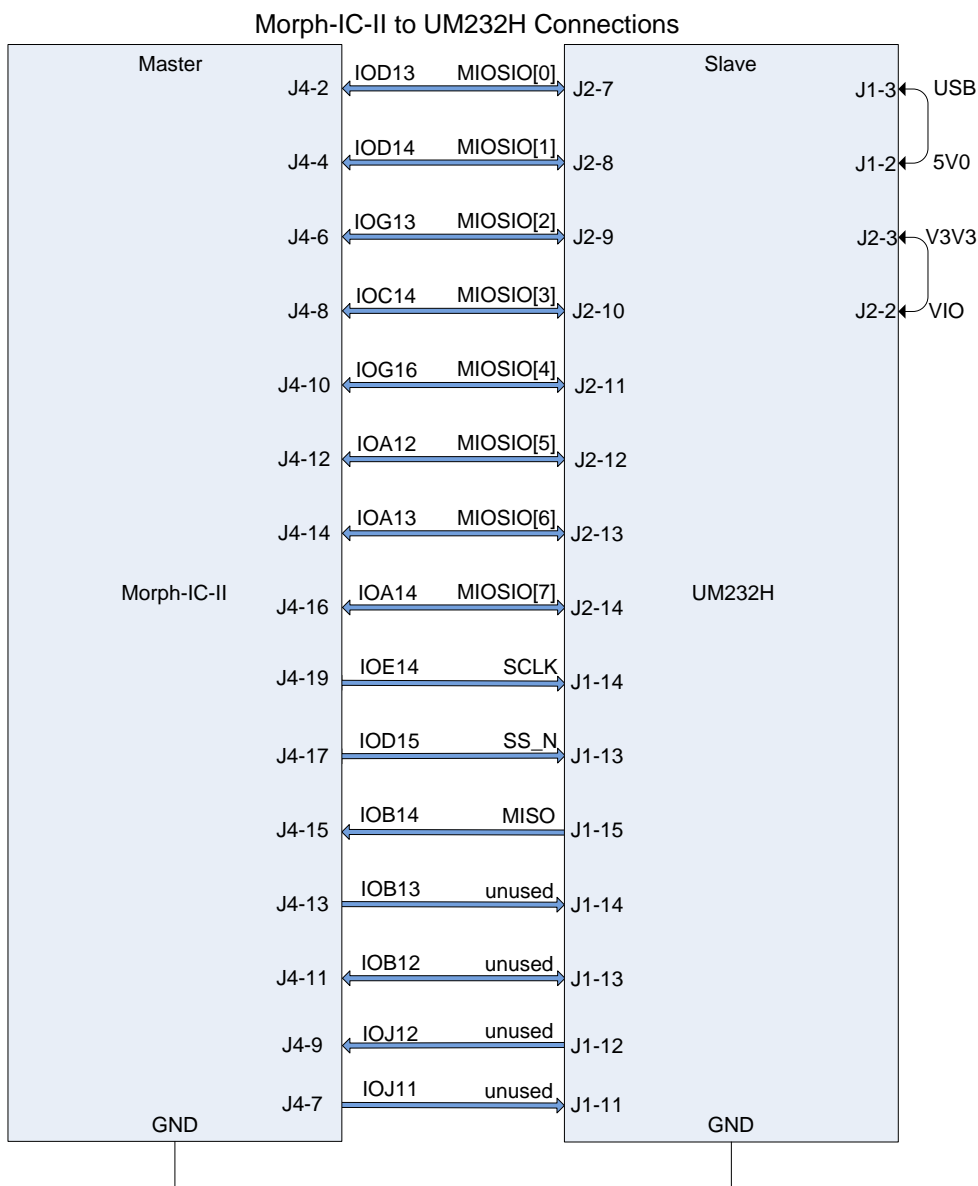 Morph-IC-II to UM232H Connections
Master Slave
J4-2 IOD13 MIOSIO[0] J2-7 J1-3 USB
J4-4 IOD14 MIOSIO[1] J2-8 J1-2 5V0
J4-6 IOG13 MIOSIO[2] J2-9 J2-3 V3V3
J4-8 IOC14 MIOSIO[3] J2-10 J2-2 VIO
J4-10 IOG16 MIOSIO[4] J2-11
J4-12 IOA12 MIOSIO[5] J2-12
J4-14 IOA13 MIOSIO[6] J2-13
Morph-IC-II J4-16 IOA14 MIOSIO[7] J2-14 UM232H
J4-19 IOE14 SCLK J1-14
J4-17 IOD15 SS_N J1-13
J4-15 IOB14 MISO J1-15
J4-13 IOB13 unused J1-14
J4-11 IOB12 unused J1-13
J4-9 IOJ12 unused J1-12
J4-7 IOJ11 unused J1-11
GND GND